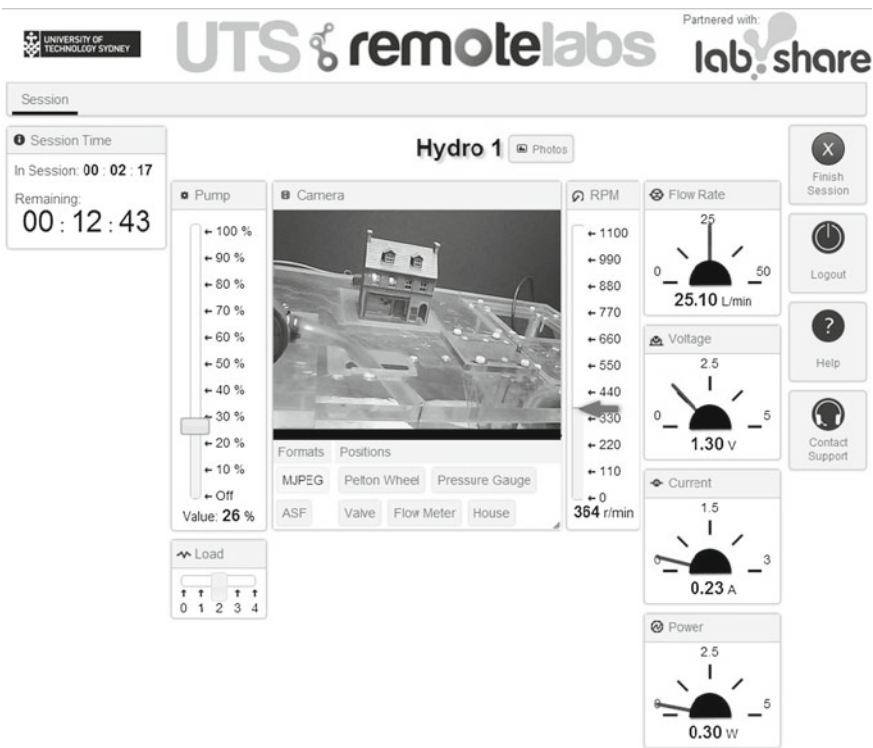 UNIVERSITY OF
TECHNOLOGY SYDNEY
UTS remotelabs
Partnered with:
lab share
Session
Session Time
In Session: 00 : 02 : 17
Remaining:
00 : 12 : 43
Hydro 1
Photos
X
Finish
Session
Logout
?
Help
Contact
Support
Pump
100 %
90 %
80 %
70 %
60 %
50 %
40 %
30 %
20 %
10 %
Off
Value: 26 %
Load
0 1 2 3 4
Camera
Formats Positions
MJPEG Pelton Wheel Pressure Gauge
ASF Valve Flow Meter House
RPM
1100
990
880
770
660
550
440
330
220
110
0
364 r/min
Flow Rate
25
0 50
25.10 L/min
Voltage
2.5
0 5
1.30 V
Current
1.5
0 3
0.23 A
Power
2.5
0 5
0.30 W